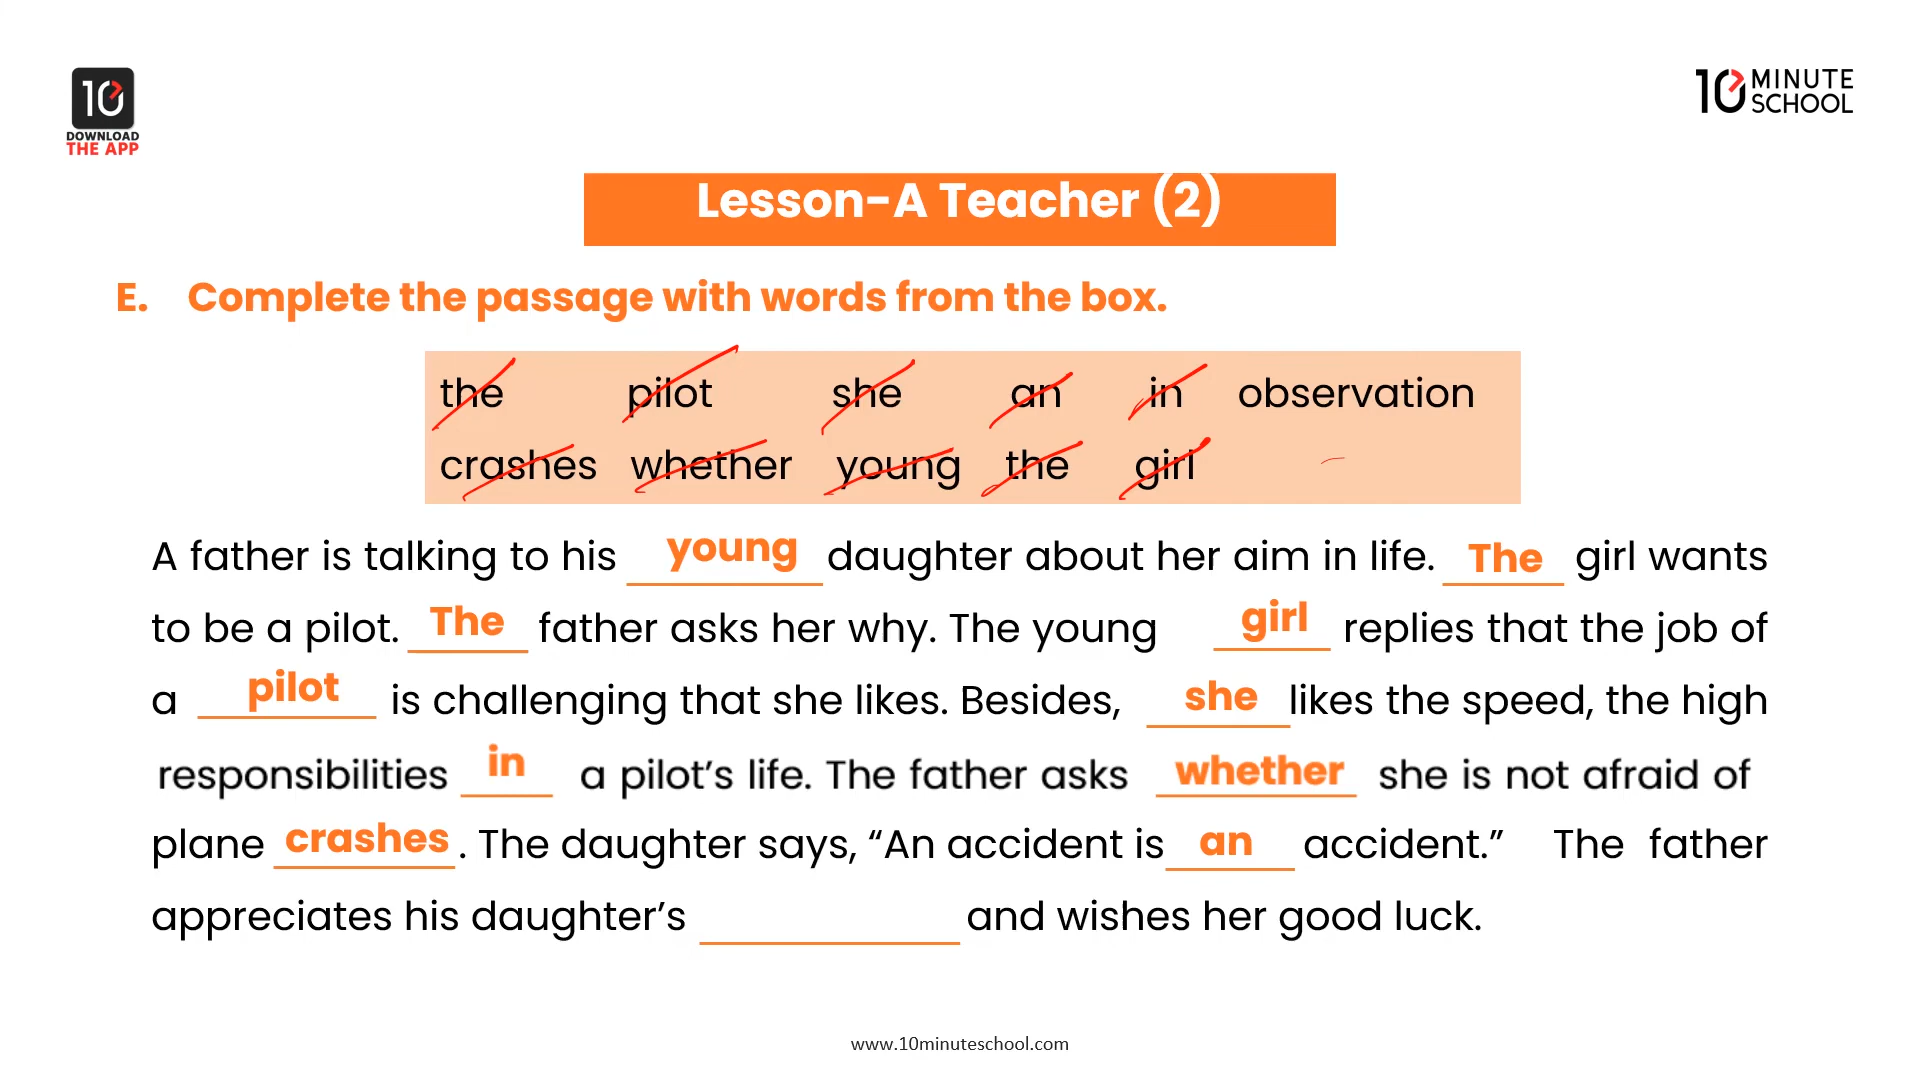 10
DOWNLOAD
THE APP
10 MINUTE
SCHOOL
Lesson-A Teacher (2)
E. Complete the passage with words from the box.
the pilot she an in observation
crashes whether young the girl
A father is talking to his young daughter about her aim in life. The girl wants
to be a pilot. The father asks her why. The young girl replies that the job of
a pilot is challenging that she likes. Besides, she likes the speed, the high
responsibilities in a pilot’s life. The father asks whether she is not afraid of
plane crashes. The daughter says, “An accident is an accident.” The father
appreciates his daughter’s ____ and wishes her good luck.
www.10minuteschool.com